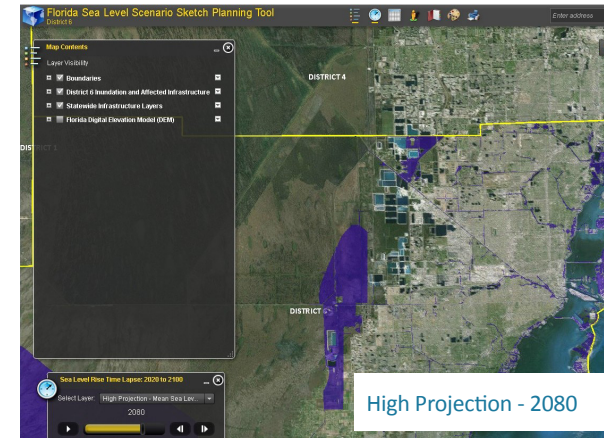 Florida Sea Level Scenario Sketch Planning Tool
District 6
Enter address
Map Contents
Layer Visibility
Boundaries
District 6 Inundation and Affected Infrastructure
Statewide Infrastructure Layers
Florida Digital Elevation Model (DEM)
DISTRICT 4
DISTRICT
Sea Level Rise Time Lapse: 2020 to 2100
Select Layer: High Projection - Mean Sea Lev...
2080
High Projection - 2080